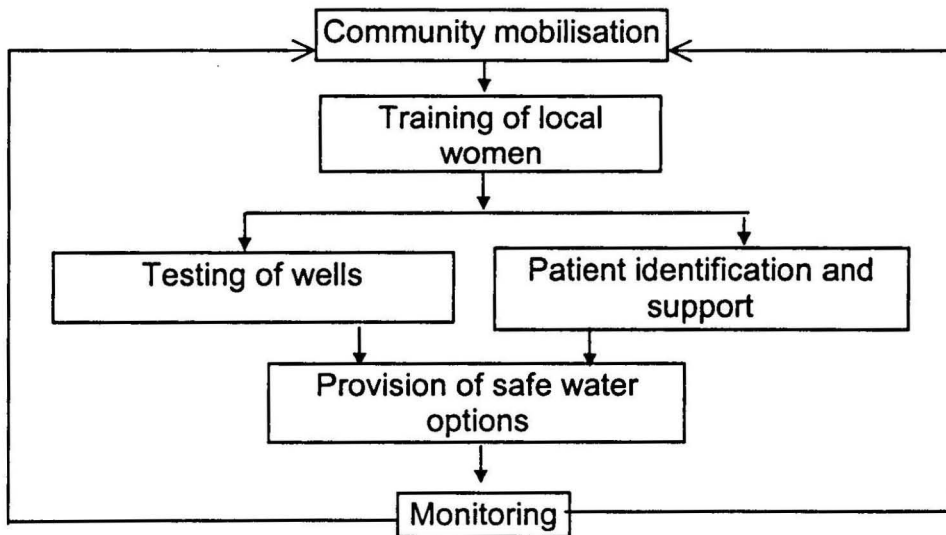 Community mobilisation
Training of local
women
Testing of wells
Patient identification and
support
Provision of safe water
options
Monitoring